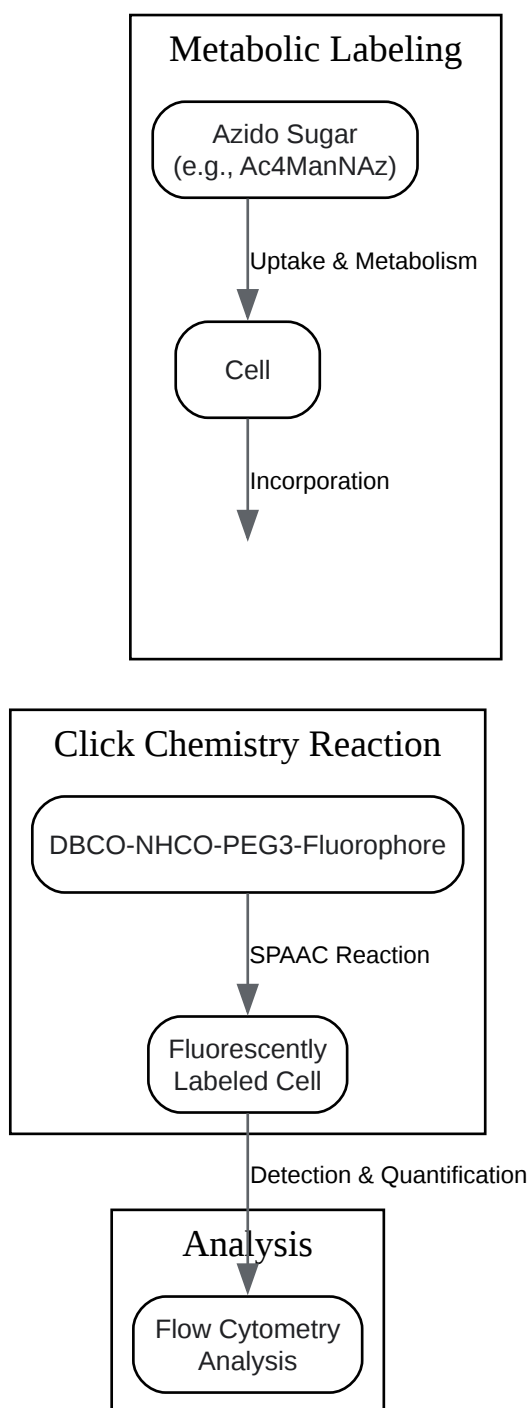 Metabolic Labeling
Azido Sugar
(e.g., Ac4ManNAz)
Uptake & Metabolism
Cell
Incorporation
Click Chemistry Reaction
DBCO-NHCO-PEG3-Fluorophore
SPAAC Reaction
Fluorescently
Labeled Cell
Detection & Quantification
Analysis
Flow Cytometry
Analysis